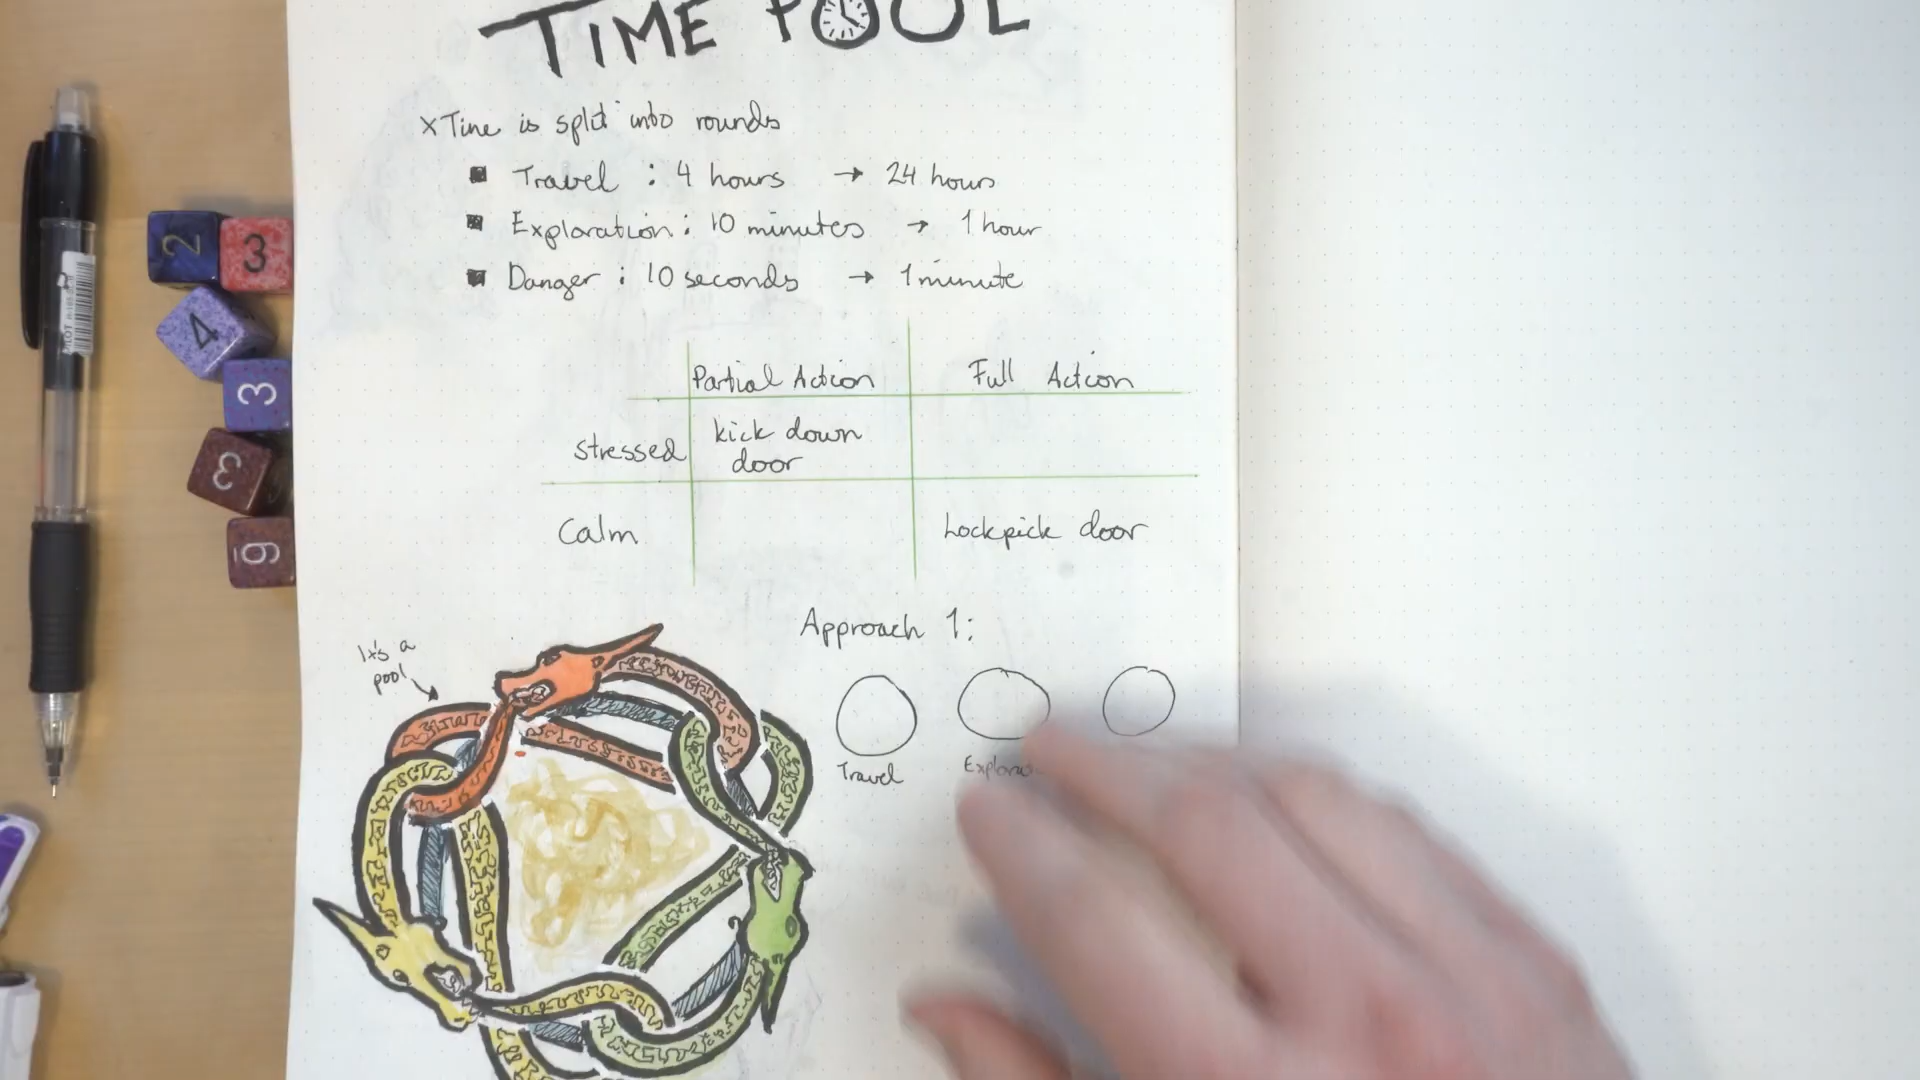 TIME POOL
x Time is split into rounds
Travel : 4 hours → 24 hours
Exploration : 10 minutes → 1 hour
Danger : 10 seconds → 1 minute
Partial Action Full Action
stressed kick down door
Calm Lockpick door
Approach 1:
It's a
pool
Travel
2
3
4
3
3
6
PILOT